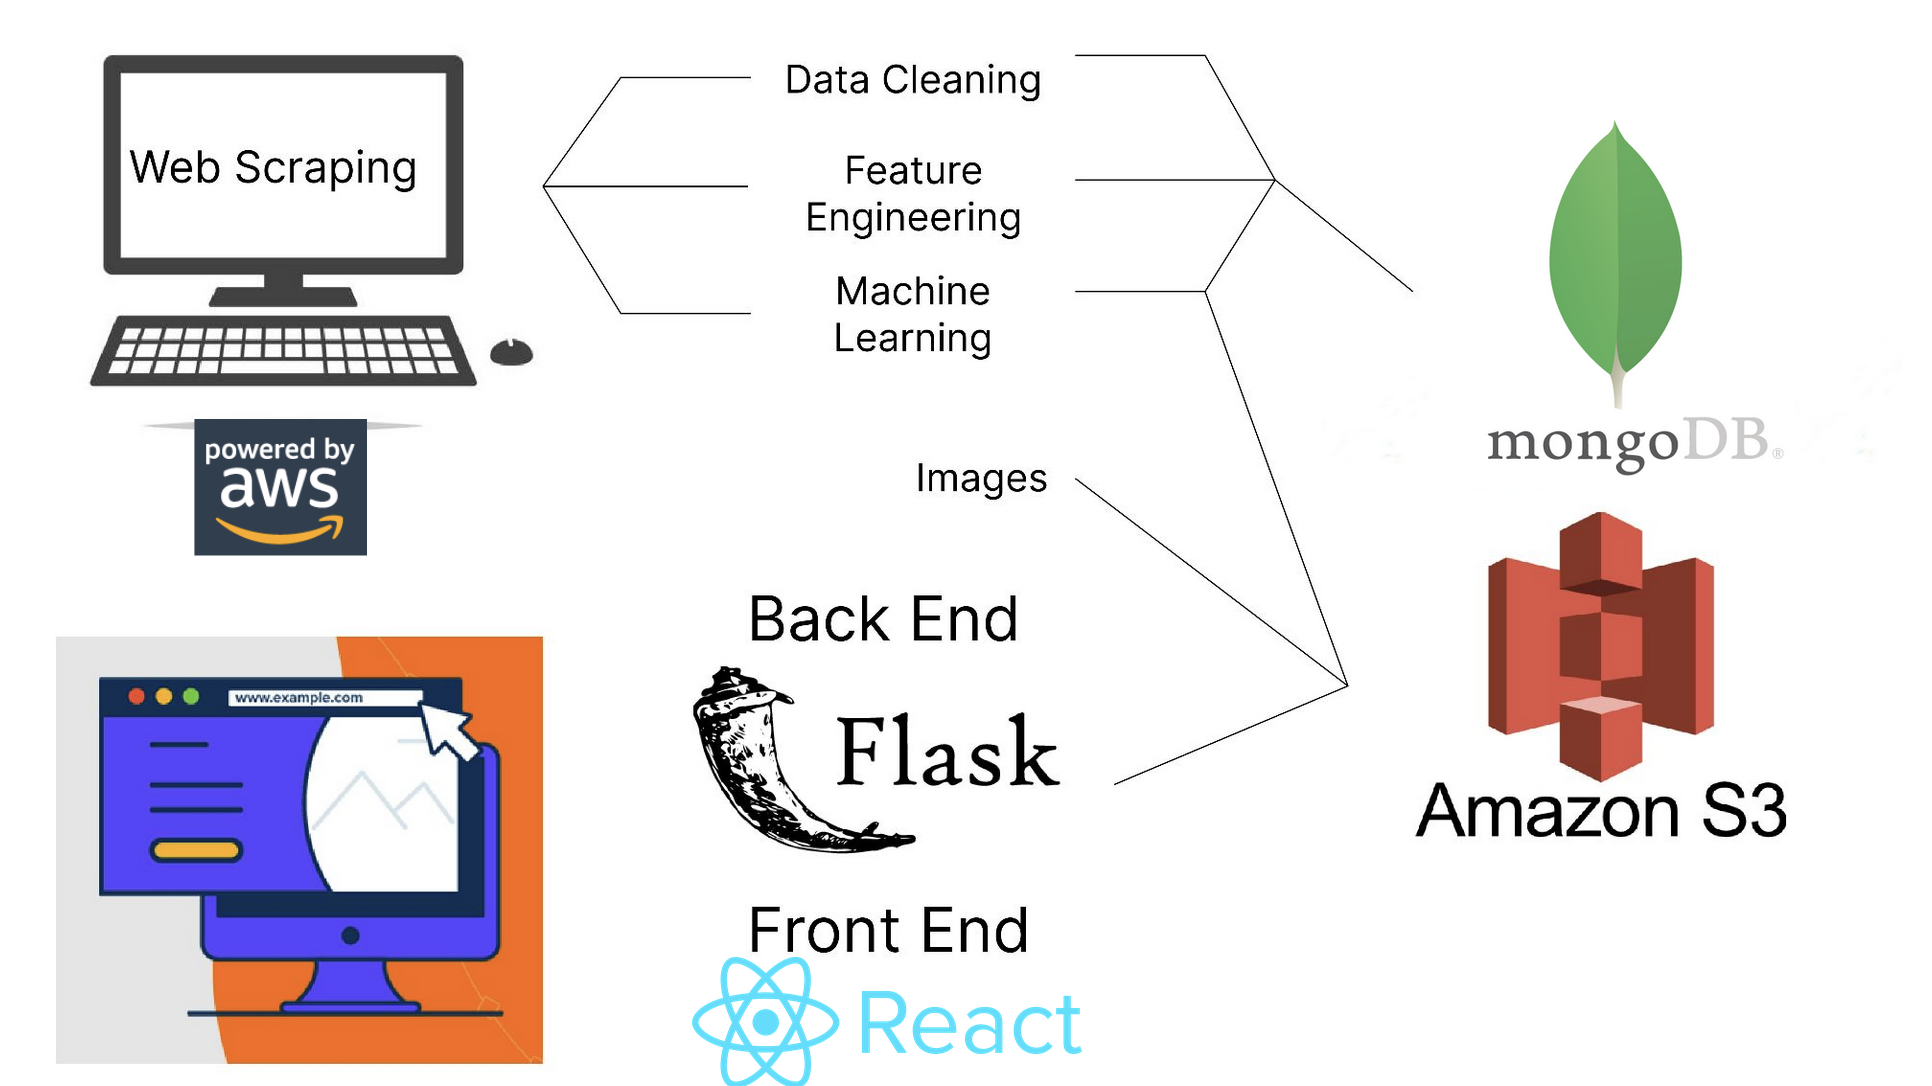 Web Scraping
powered by
aws
www.example.com
Data Cleaning
Feature
Engineering
Machine
Learning
Images
Back End
Flask
Front End
React
mongoDB®
Amazon S3